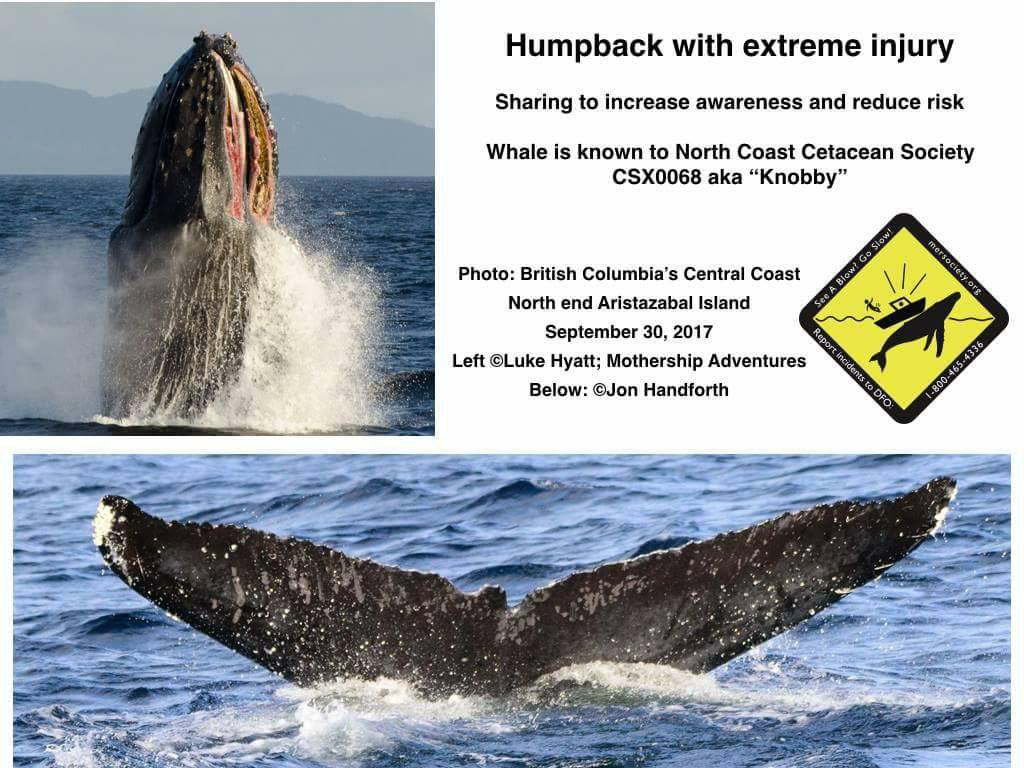 Humpback with extreme injury
Sharing to increase awareness and reduce risk
Whale is known to North Coast Cetacean Society
CSX0068 aka “Knobby”
Photo: British Columbia’s Central Coast
North end Aristazabal Island
September 30, 2017
Left ©Luke Hyatt; Mothership Adventures
Below: ©Jon Handforth
See A Blow? Go Slow!
mersociety.org
Report Incidents to DFO:
1-800-465-4336